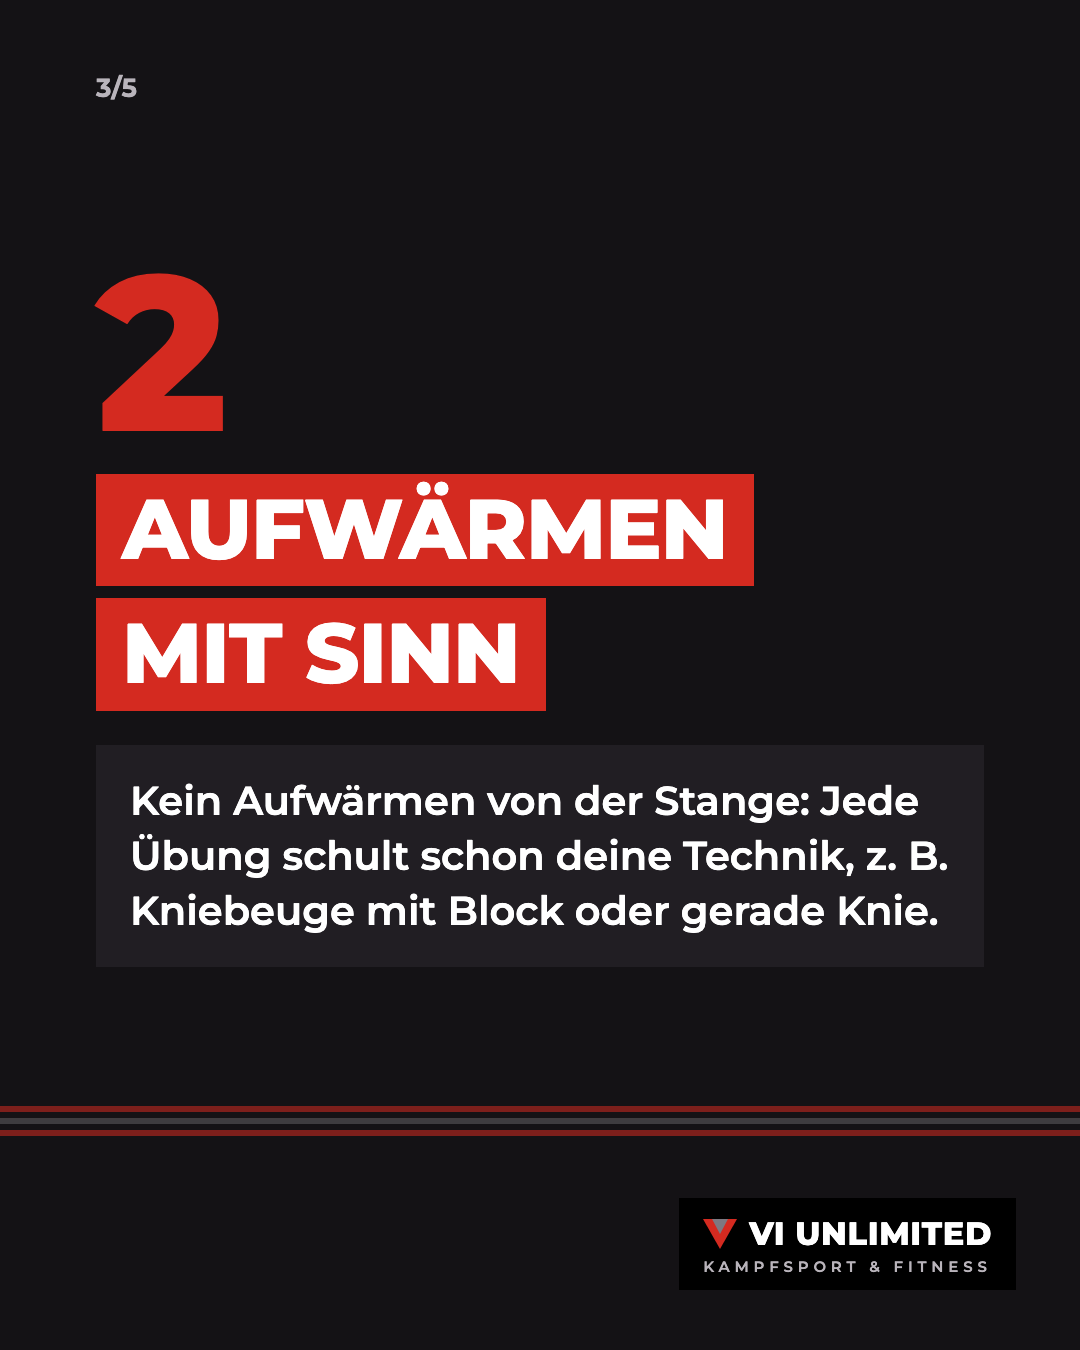 3/5
2
AUFWÄRMEN
MIT SINN
Kein Aufwärmen von der Stange: Jede
Übung schult schon deine Technik, z. B.
Kniebeuge mit Block oder gerade Knie.
VI UNLIMITED
KAMPFSPORT & FITNESS